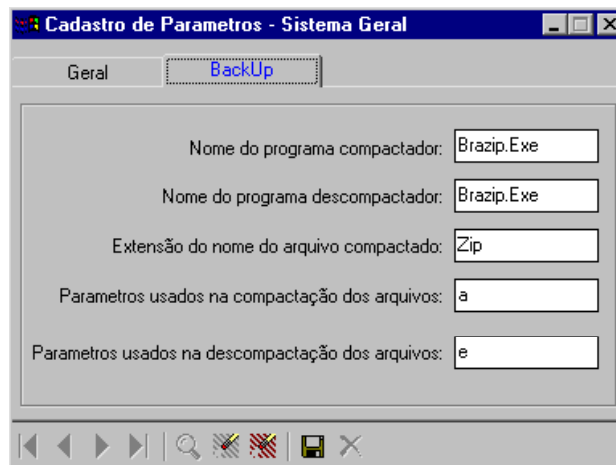 Cadastro de Parametros - Sistema Geral
Geral BackUp
Nome do programa compactador: Brazip.Exe
Nome do programa descompactador: Brazip.Exe
Extensão do nome do arquivo compactado: Zip
Parametros usados na compactação dos arquivos: a
Parametros usados na descompactação dos arquivos: e